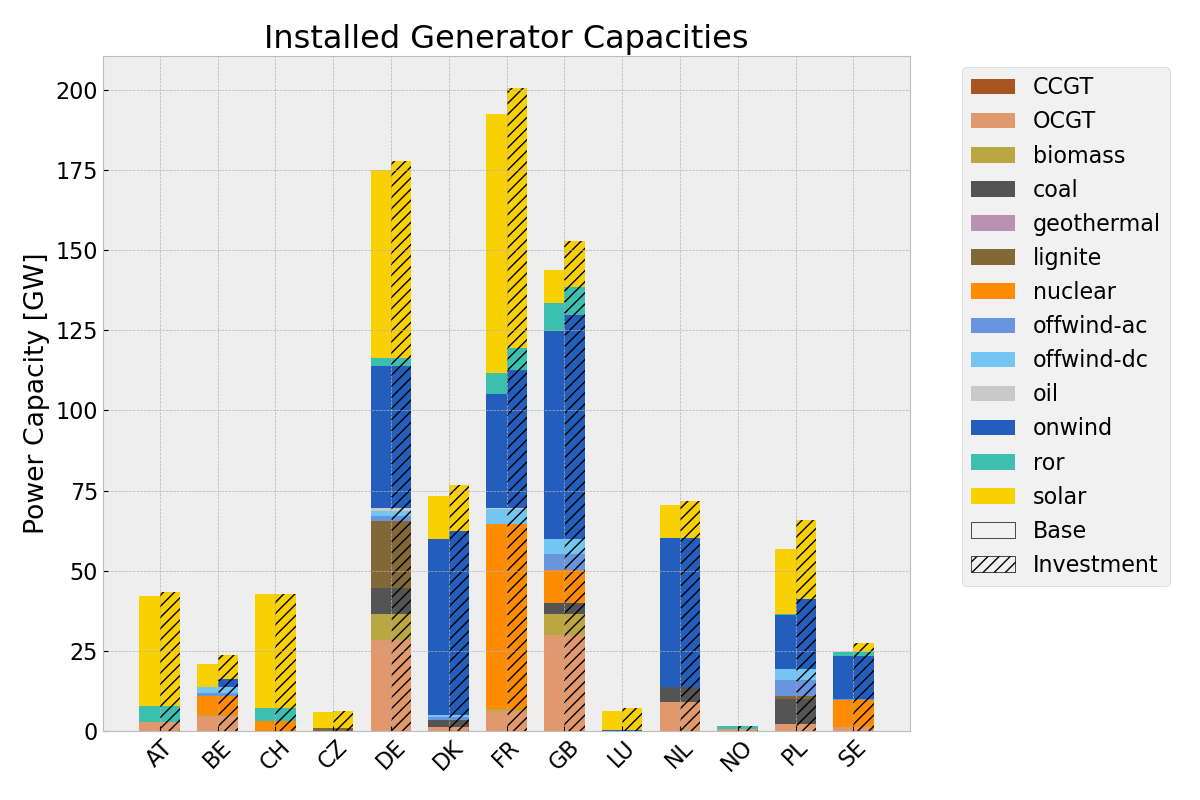 Installed Generator Capacities
Power Capacity [GW]
200
175
150
125
100
75
50
25
0
AT
BE
CH
CZ
DE
DK
FR
GB
LU
NL
NO
PL
SE
CCGT
OCGT
biomass
coal
geothermal
lignite
nuclear
offwind-ac
offwind-dc
oil
onwind
ror
solar
Base
Investment